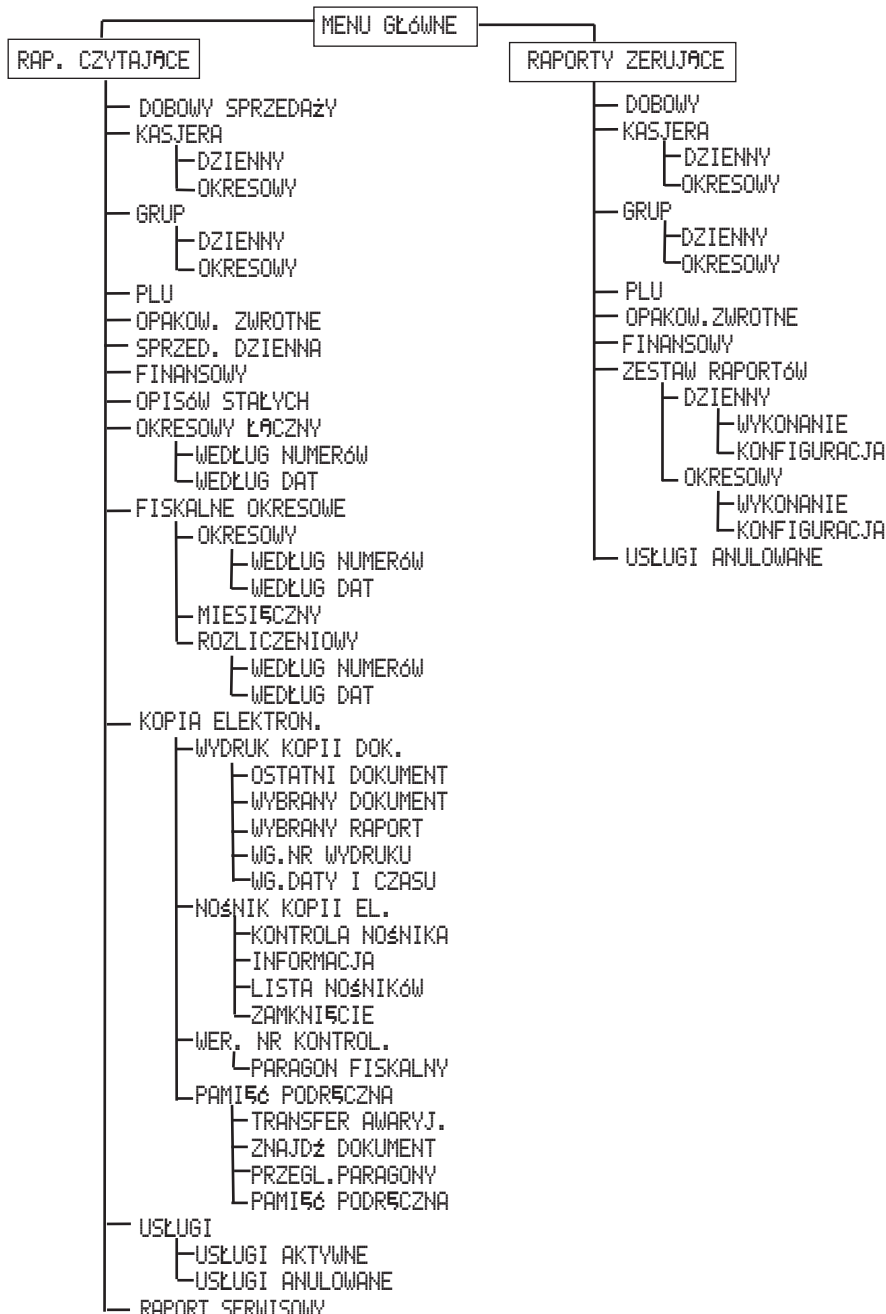 MENU GŁÓWNE
RAP. CZYTAJĄCE
DOBOWY SPRZEDAŻY
KASJERA
DZIENNY
OKRESOWY
GRUP
DZIENNY
OKRESOWY
PLU
OPAKOW. ZWROTNE
SPRZED. DZIENNA
FINANSOWY
OPISÓW STAŁYCH
OKRESOWY ŁĄCZNY
WEDŁUG NUMERÓW
WEDŁUG DAT
FISKALNE OKRESOWE
OKRESOWY
WEDŁUG NUMERÓW
WEDŁUG DAT
MIESIĘCZNY
ROZLICZENIOWY
WEDŁUG NUMERÓW
WEDŁUG DAT
KOPIA ELEKTRON.
WYDRUK KOPII DOK.
OSTATNI DOKUMENT
WYBRANY DOKUMENT
WYBRANY RAPORT
WG.NR WYDRUKU
WG.DATY I CZASU
NOŚNIK KOPII EL.
KONTROLA NOŚNIKA
INFORMACJA
LISTA NOŚNIKÓW
ZAMKNIĘCIE
WER. NR KONTROL.
PARAGON FISKALNY
PAMIĘĆ PODRĘCZNA
TRANSFER AWARYJ.
ZNAJDŹ DOKUMENT
PRZEGL.PARAGONY
PAMIĘĆ PODRĘCZNA
USŁUGI
USŁUGI AKTYWNE
USŁUGI ANULOWANE
RAPORT SERWISOWY
RAPORTY ZERUJĄCE
DOBOWY
KASJERA
DZIENNY
OKRESOWY
GRUP
DZIENNY
OKRESOWY
PLU
OPAKOW.ZWROTNE
FINANSOWY
ZESTAW RAPORTÓW
DZIENNY
WYKONANIE
KONFIGURACJA
OKRESOWY
WYKONANIE
KONFIGURACJA
USŁUGI ANULOWANE